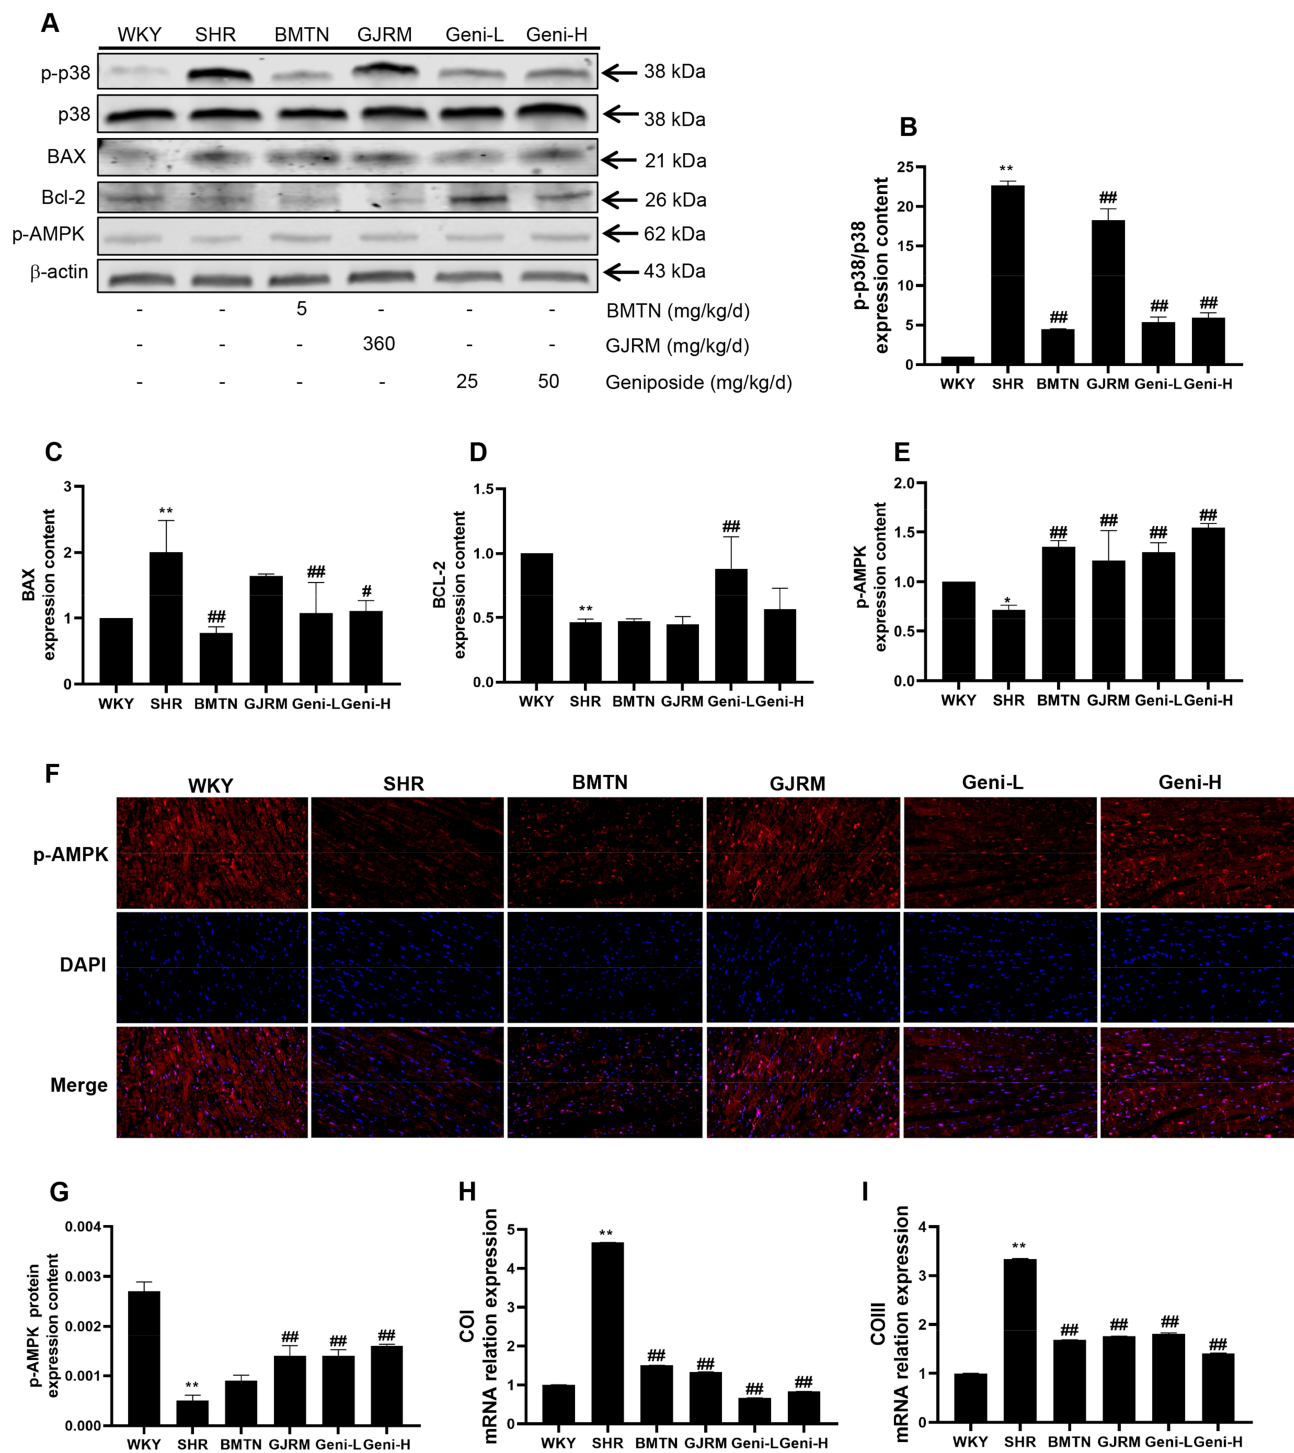 A
WKY SHR BMTN GJRM Geni-L Geni-H
p-p38 38 kDa
p38 38 kDa
BAX 21 kDa
Bcl-2 26 kDa
p-AMPK 62 kDa
β-actin 43 kDa
- - 5 - - - BMTN (mg/kg/d)
- - - 360 - - GJRM (mg/kg/d)
- - - - 25 50 Geniposide (mg/kg/d)
B
p-p38/p38
expression content
25
20
15
10
5
0
** ## ## ## ##
WKY SHR BMTN GJRM Geni-L Geni-H
C
BAX
expression content
3
2
1
0
** ## ## #
WKY SHR BMTN GJRM Geni-L Geni-H
D
BCL-2
expression content
1.5
1.0
0.5
0.0
** ##
WKY SHR BMTN GJRM Geni-L Geni-H
E
p-AMPK
expression content
2.0
1.5
1.0
0.5
0.0
* ## ## ## ##
WKY SHR BMTN GJRM Geni-L Geni-H
F
WKY SHR BMTN GJRM Geni-L Geni-H
p-AMPK
DAPI
Merge
G
p-AMPK protein
expression content
0.004
0.003
0.002
0.001
0.000
** ## ## ##
WKY SHR BMTN GJRM Geni-L Geni-H
H
COI
mRNA relation expression
5
4
3
2
1
0
** ## ## ## ##
WKY SHR BMTN GJRM Geni-L Geni-H
I
COIII
mRNA relation expression
4
3
2
1
0
** ## ## ## ##
WKY SHR BMTN GJRM Geni-L Geni-H